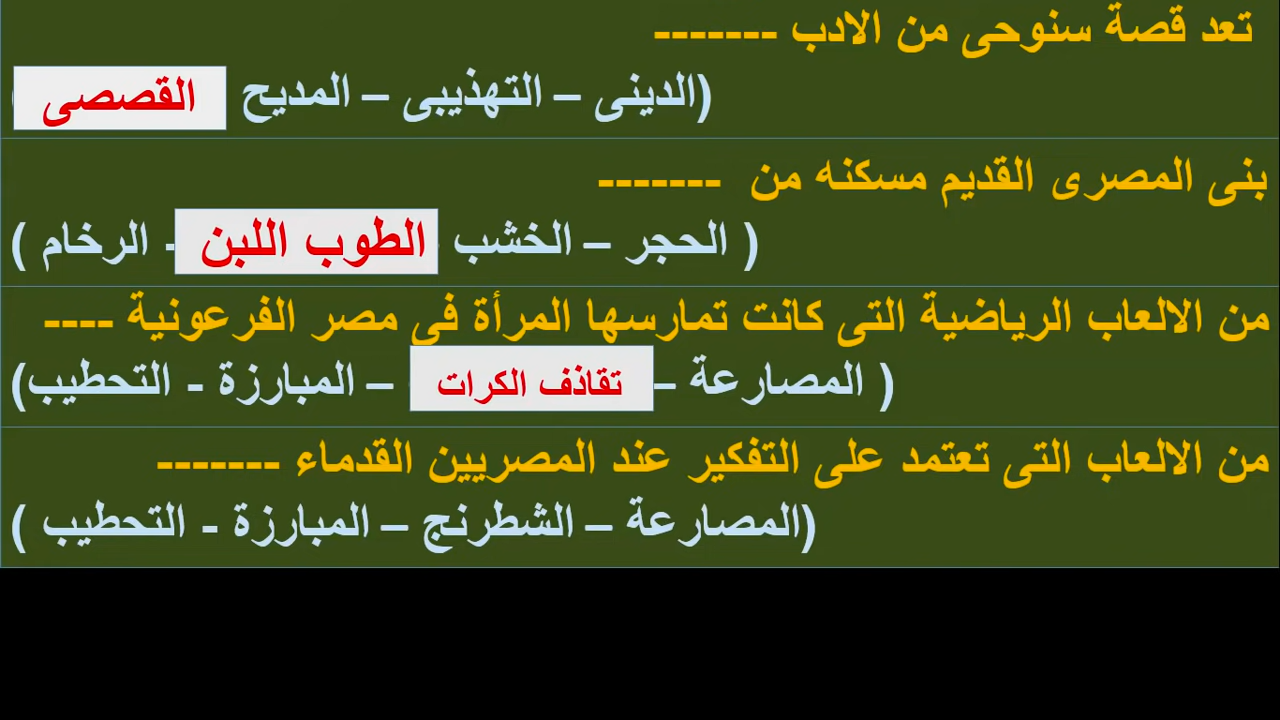 تعد قصة سنوحى من الادب -------
(الدينى – التهذيبى – المديح القصصى
بنى المصرى القديم مسكنه من -------
( الحجر – الخشب الطوب اللبن - الرخام )
من الالعاب الرياضية التى كانت تمارسها المرأة فى مصر الفرعونية ----
( المصارعة – تقاذف الكرات – المبارزة - التحطيب)
من الالعاب التى تعتمد على التفكير عند المصريين القدماء -------
(المصارعة – الشطرنج – المبارزة - التحطيب )